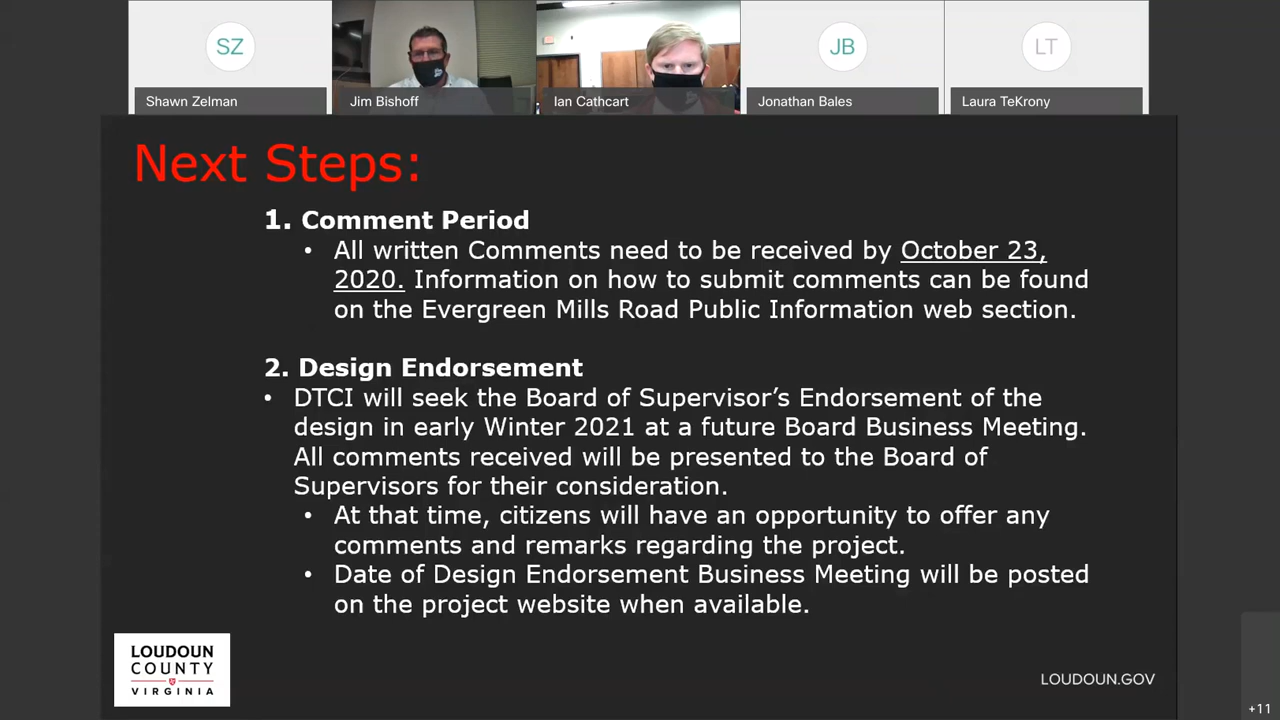 SZ
JB
LT
Shawn Zelman
Jim Bishoff
Ian Cathcart
Jonathan Bales
Laura TeKrony
Next Steps:
1. Comment Period
• All written Comments need to be received by October 23,
2020. Information on how to submit comments can be found
on the Evergreen Mills Road Public Information web section.
2. Design Endorsement
• DTCI will seek the Board of Supervisor’s Endorsement of the
design in early Winter 2021 at a future Board Business Meeting.
All comments received will be presented to the Board of
Supervisors for their consideration.
• At that time, citizens will have an opportunity to offer any
comments and remarks regarding the project.
• Date of Design Endorsement Business Meeting will be posted
on the project website when available.
LOUDOUN
COUNTY
VIRGINIA
LOUDOUN.GOV
+11